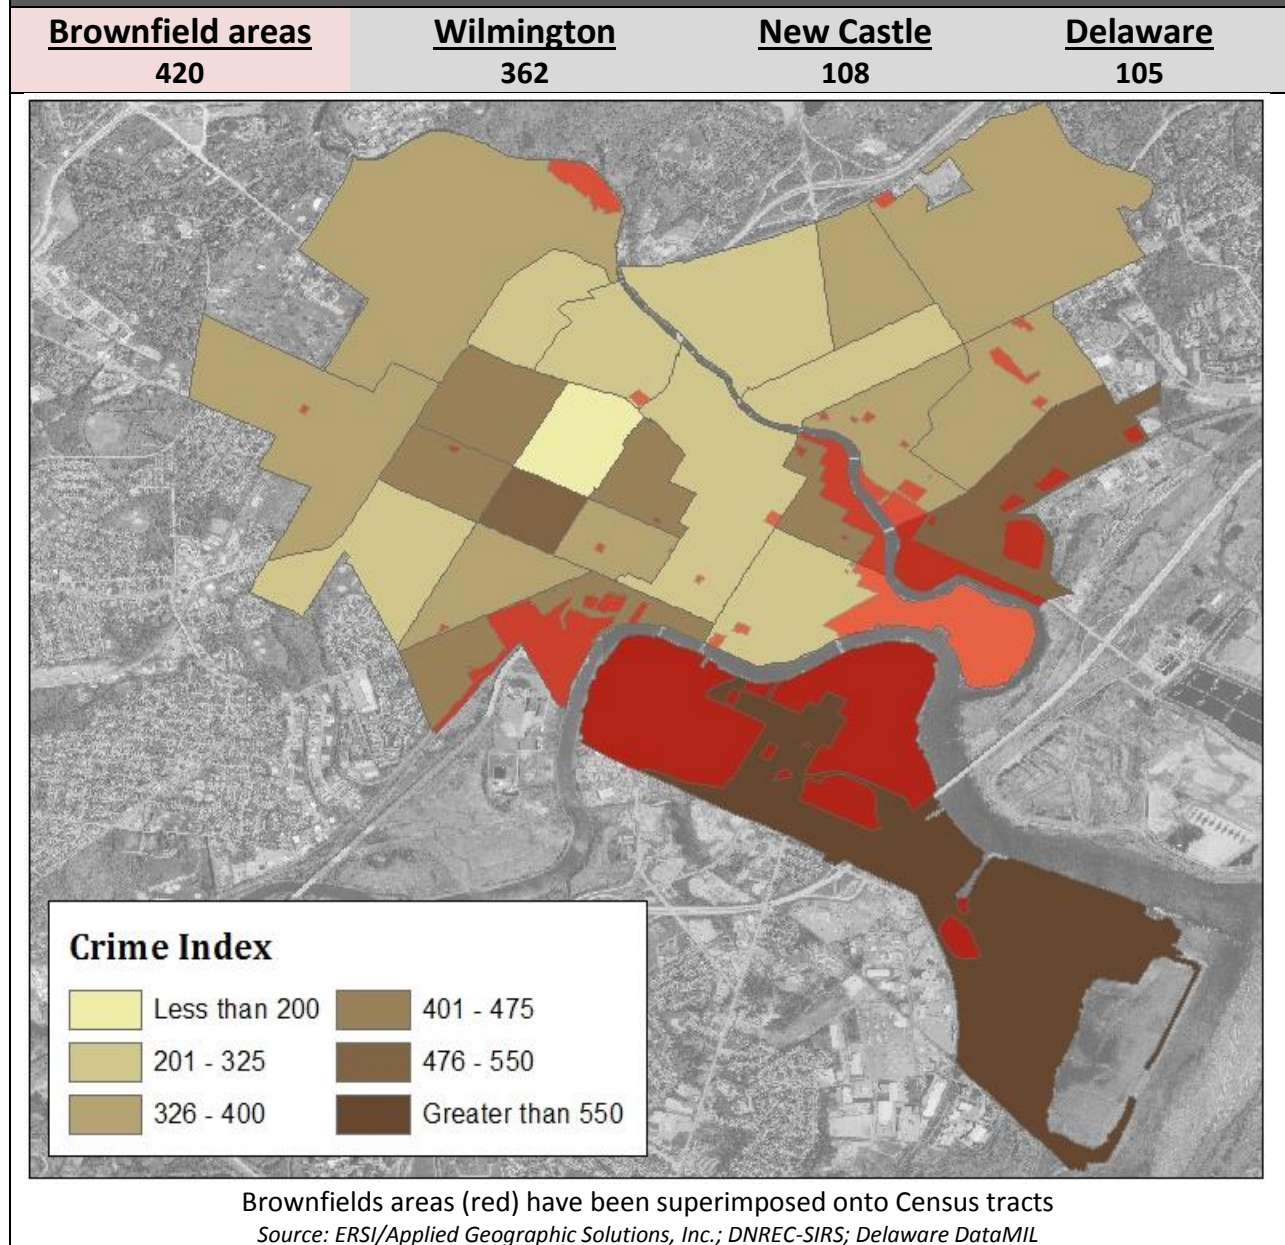 Brownfield areas Wilmington New Castle Delaware
420 362 108 105
Crime Index
Less than 200 401 - 475
201 - 325 476 - 550
326 - 400 Greater than 550
Brownfields areas (red) have been superimposed onto Census tracts
Source: ERSI/Applied Geographic Solutions, Inc.; DNREC-SIRS; Delaware DataMIL